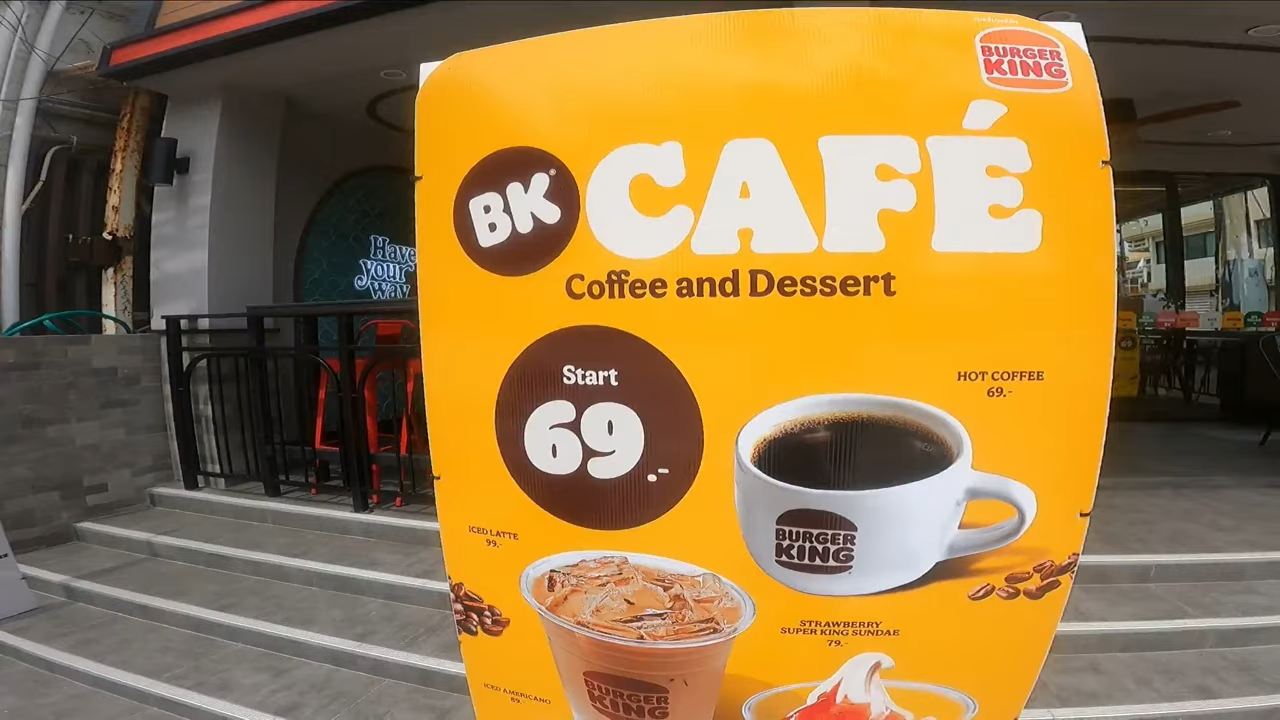 BURGER
KING
BK
CAFÉ
Coffee and Dessert
Have
your
way
Start
69.-
HOT COFFEE
69.-
BURGER
KING
ICED LATTE
99.-
STRAWBERRY
SUPER KING SUNDAE
79.-
ICED AMERICANO
89.-
BURGER
KING